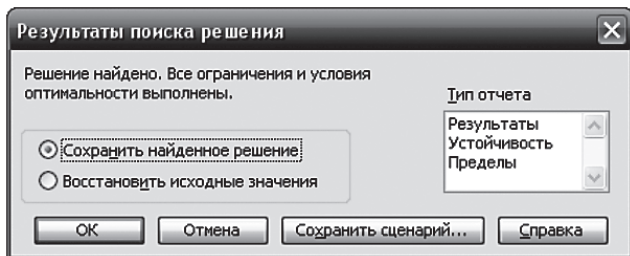 Результаты поиска решения
Решение найдено. Все ограничения и условия
оптимальности выполнены.
Тип отчета
Результаты
Устойчивость
Пределы
Сохранить найденное решение
Восстановить исходные значения
ОК
Отмена
Сохранить сценарий...
Справка